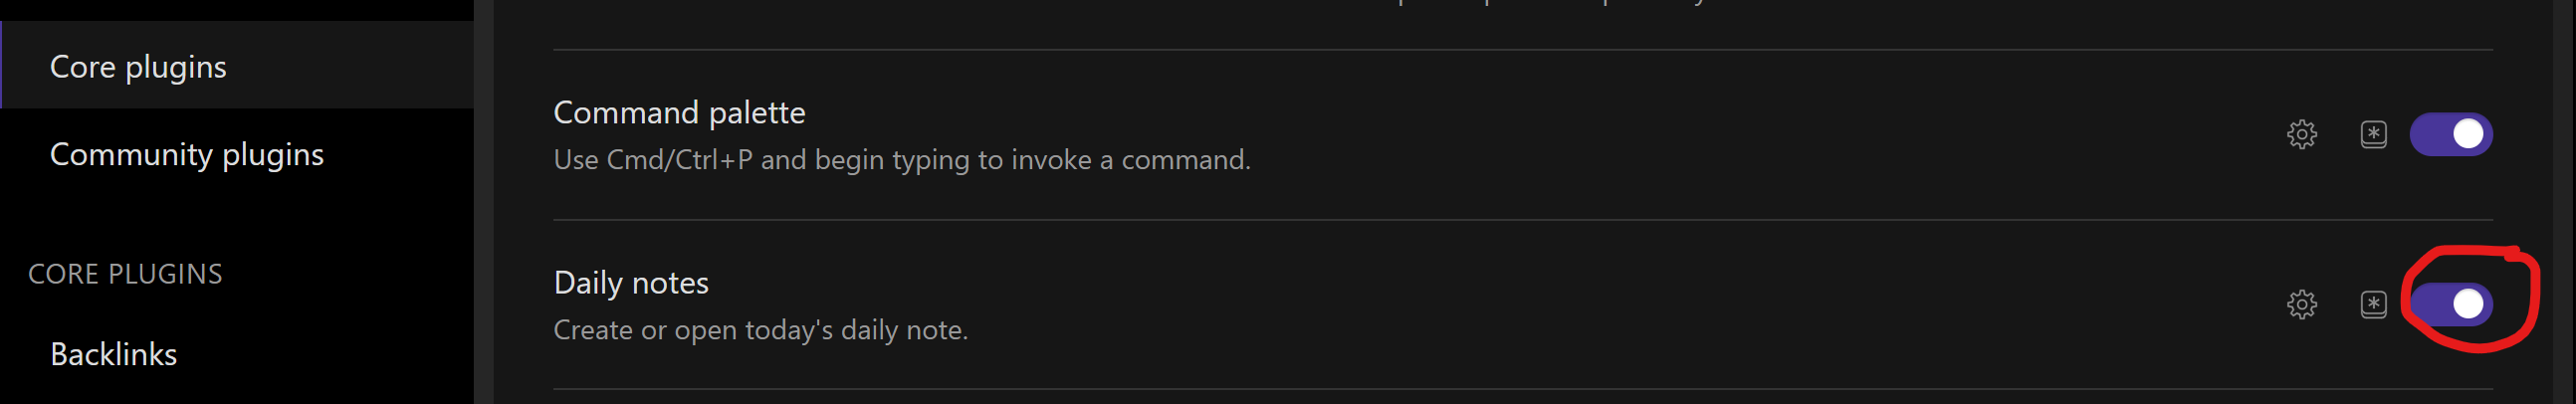 Core plugins
Community plugins
CORE PLUGINS
Backlinks
Command palette
Use Cmd/Ctrl+P and begin typing to invoke a command.
Daily notes
Create or open today's daily note.